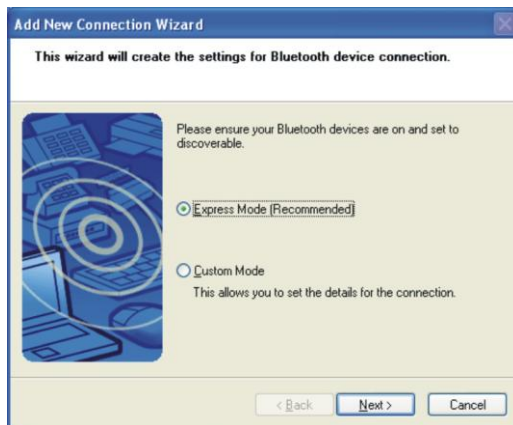 Add New Connection Wizard
This wizard will create the settings for Bluetooth device connection.
Please ensure your Bluetooth devices are on and set to
discoverable.
Express Mode (Recommended)
Custom Mode
This allows you to set the details for the connection.
< Back Next > Cancel